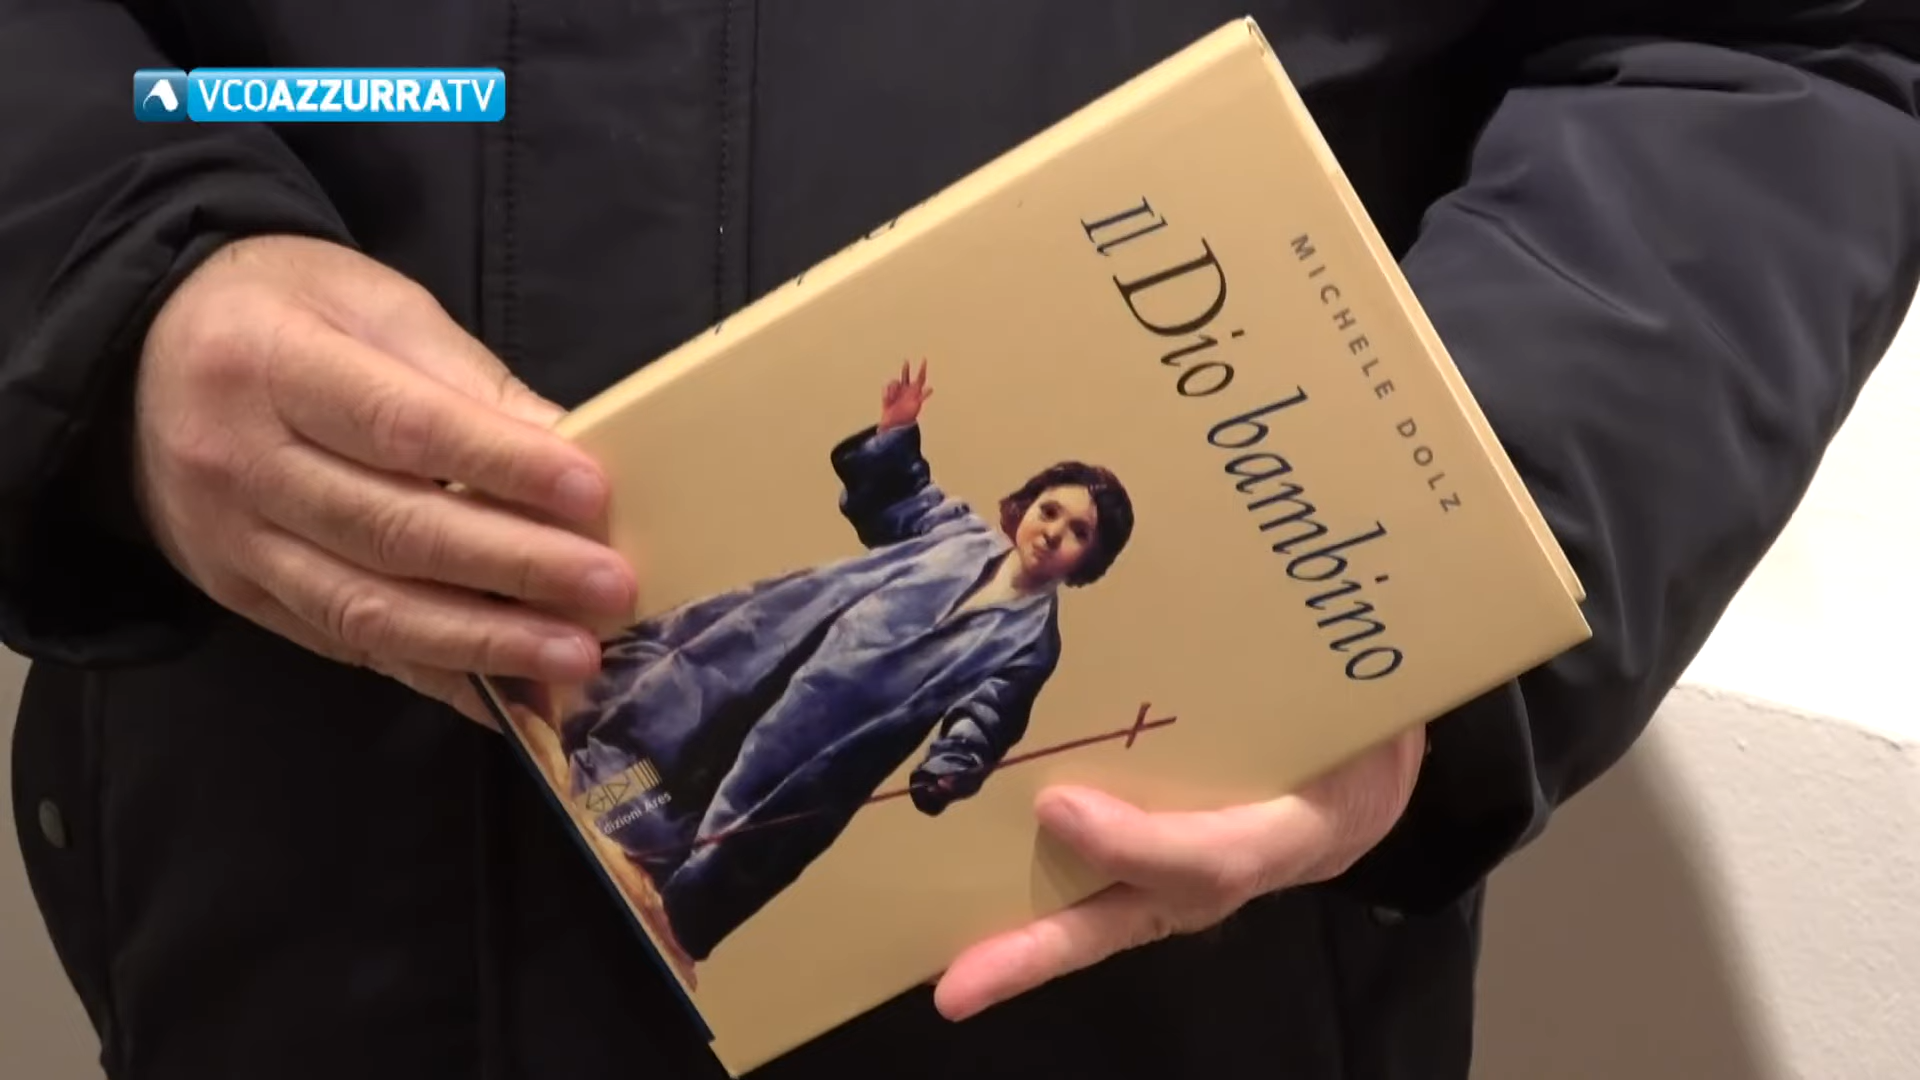 VCOAZZURRATV
MICHELE DOLZ
Il Dio bambino
dizioni Ares